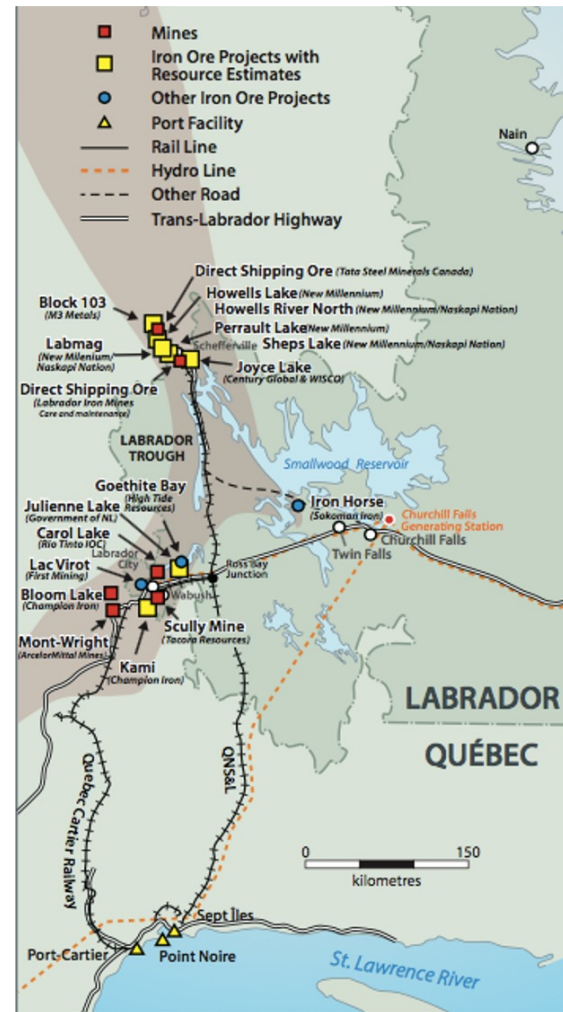 Mines
Iron Ore Projects with
Resource Estimates
Other Iron Ore Projects
Port Facility
Rail Line
Hydro Line
Other Road
Trans-Labrador Highway
Nain
Direct Shipping Ore (Tata Steel Minerals Canada)
Howells Lake (New Millennium)
Howells River North (New Millennium/Naskapi Nation)
Perrault Lake (New Millennium)
Schefferville
Sheps Lake (New Millennium/Naskapi Nation)
Joyce Lake
(Century Global & WISCO)
Block 103
(M3 Metals)
Labmag
(New Milenium/
Naskapi Nation)
Direct Shipping Ore
(Labrador Iron Mines
Care and maintenance)
LABRADOR
TROUGH
Smallwood Reservoir
Goethite Bay
(High Tide
Resources)
Julienne Lake
(Government of NL)
Carol Lake
(Rio Tinto IOC)
Labrador
City
Lac Virot
(First Mining)
Bloom Lake
(Champion Iron)
Mont-Wright
(ArcelorMittal Mines)
Kami
(Champion Iron)
Wabush
Scully Mine
(Tacora Resources)
Ross Bay
Junction
Iron Horse
(Sokoman Iron)
Churchill Falls
Generating Station
Churchill Falls
Twin Falls
LABRADOR
QUÉBEC
Quebec Cartier Railway
QNS&L
0
150
kilometres
Sept Îles
Port-Cartier
Point Noire
St. Lawrence River